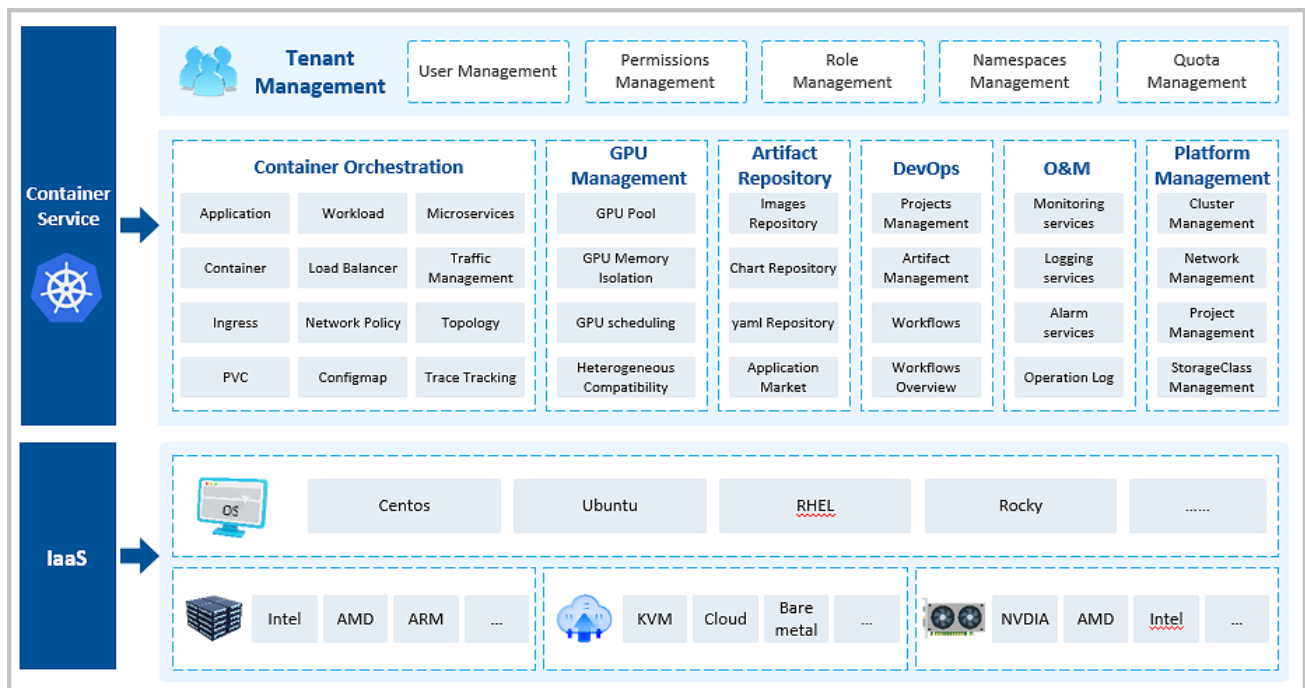 Tenant
Management
User Management
Permissions
Management
Role
Management
Namespaces
Management
Quota
Management
Container
Service
Container Orchestration
Application
Workload
Microservices
Container
Load Balancer
Traffic
Management
Ingress
Network Policy
Topology
PVC
Configmap
Trace Tracking
GPU
Management
GPU Pool
GPU Memory
Isolation
GPU scheduling
Heterogeneous
Compatibility
Artifact
Repository
Images
Repository
Chart Repository
yaml Repository
Application
Market
DevOps
Projects
Management
Artifact
Management
Workflows
Workflows
Overview
O&M
Monitoring
services
Logging
services
Alarm
services
Operation Log
Platform
Management
Cluster
Management
Network
Management
Project
Management
StorageClass
Management
IaaS
OS
Centos
Ubuntu
RHEL
Rocky
......
Intel
AMD
ARM
...
KVM
Cloud
Bare
metal
...
NVIDIA
AMD
Intel
...